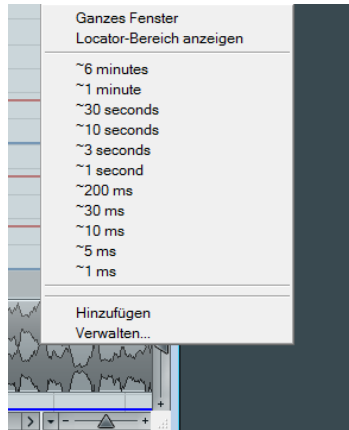 Ganzes Fenster
Locator-Bereich anzeigen
~6 minutes
~1 minute
~30 seconds
~10 seconds
~3 seconds
~1 second
~200 ms
~30 ms
~10 ms
~5 ms
~1 ms
Hinzufügen
Verwalten...